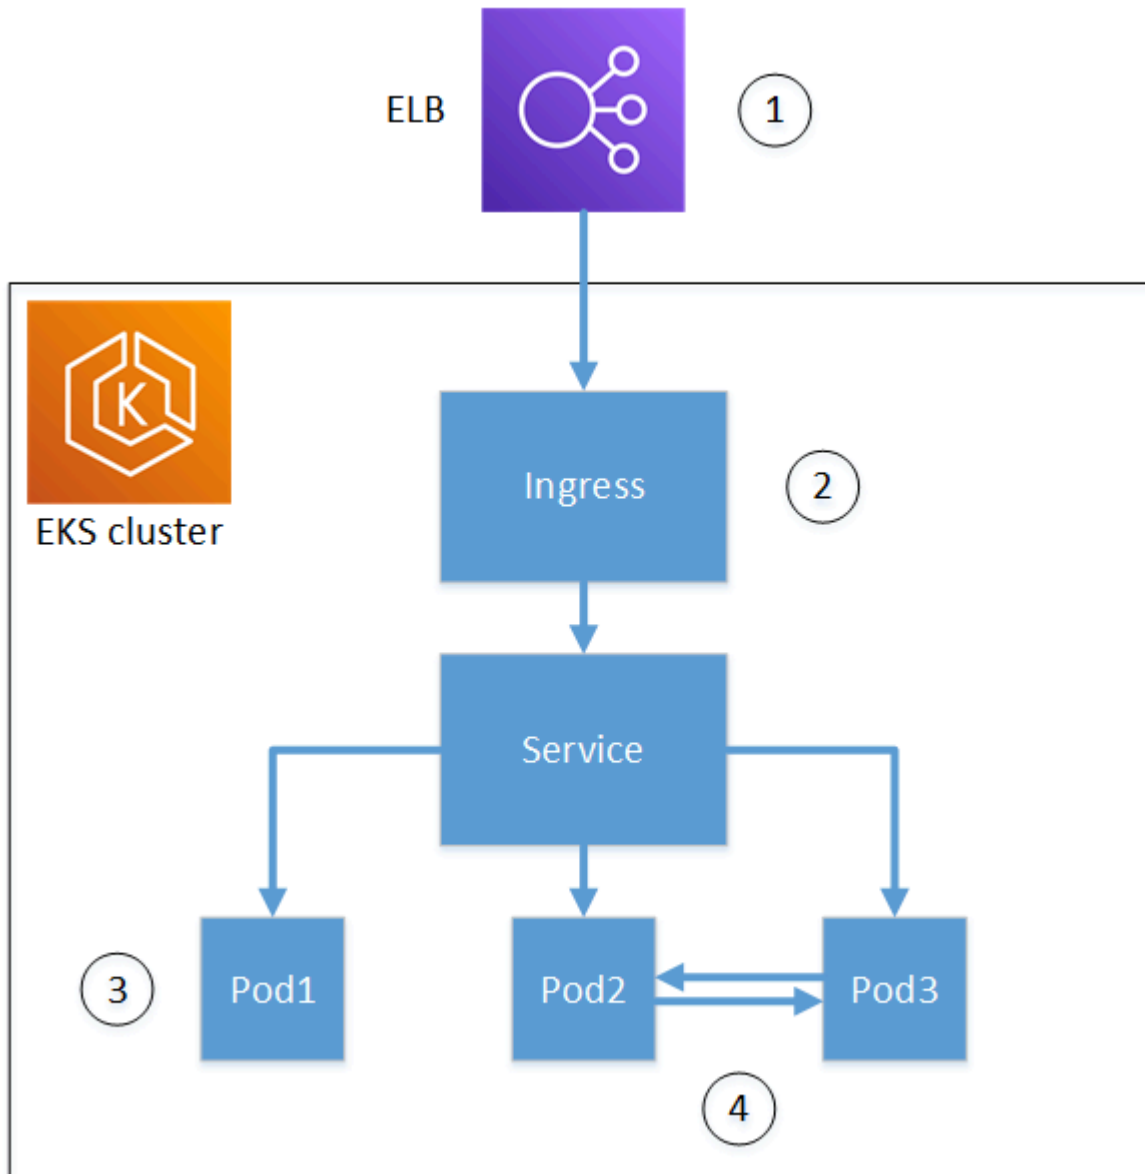 ELB
1
K
EKS cluster
Ingress
2
Service
3
Pod1
Pod2
Pod3
4